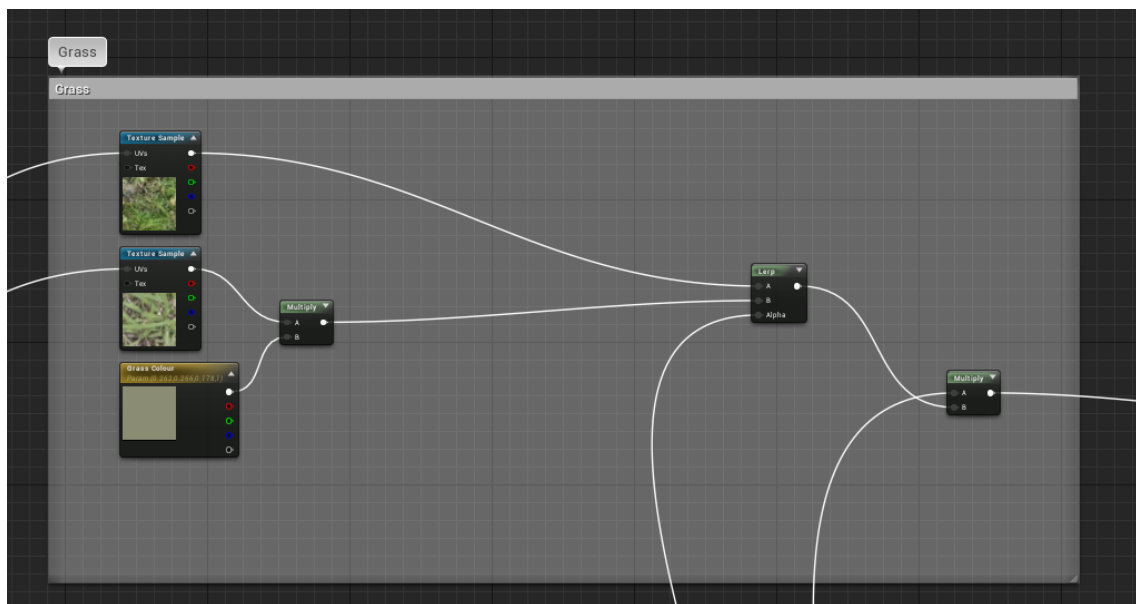 Grass
Grass
Texture Sample
UVs
Tex
Texture Sample
UVs
Tex
Multiply
A
B
Grass Colour
Lerp
A
B
Alpha
Multiply
A
B